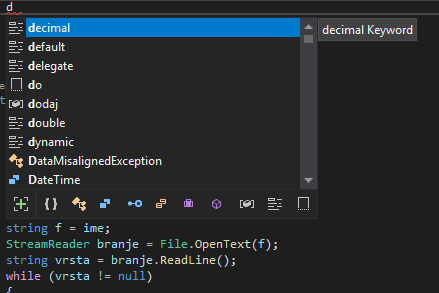 d
decimal
decimal Keyword
default
delegate
do
dodaj
double
dynamic
DataMisalignedException
DateTime
string f = ime;
StreamReader branje = File.OpenText(f);
string vrsta = branje.ReadLine();
while (vrsta != null)
{